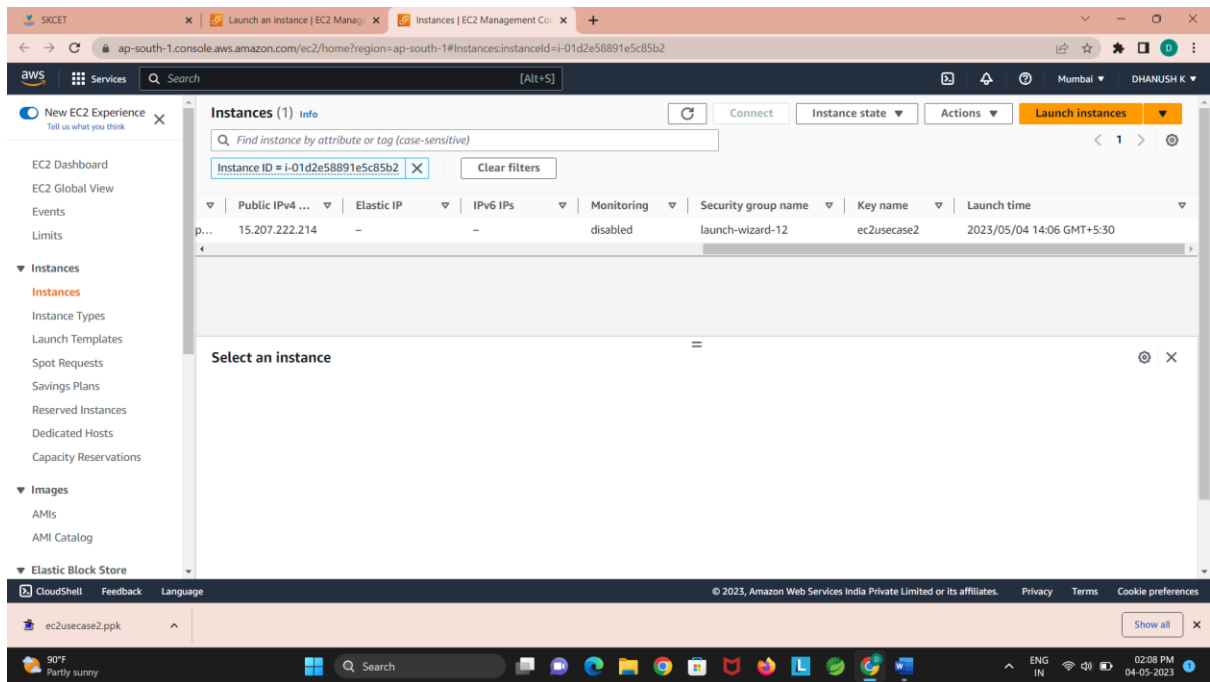 SKCET
Launch an instance | EC2 Manage
Instances | EC2 Management Con
ap-south-1.console.aws.amazon.com/ec2/home?region=ap-south-1#Instances:instanceId=i-01d2e58891e5c85b2
D
aws
Services
Search
[Alt+S]
Mumbai
DHANUSH K
New EC2 Experience
Tell us what you think
EC2 Dashboard
EC2 Global View
Events
Limits
Instances
Instances
Instance Types
Launch Templates
Spot Requests
Savings Plans
Reserved Instances
Dedicated Hosts
Capacity Reservations
Images
AMIs
AMI Catalog
Elastic Block Store
Instances (1) Info
Connect
Instance state
Actions
Launch instances
Find instance by attribute or tag (case-sensitive)
1
Instance ID = i-01d2e58891e5c85b2
Clear filters
Public IPv4 ... Elastic IP IPv6 IPs Monitoring Security group name Key name Launch time
p... 15.207.222.214 – – disabled launch-wizard-12 ec2usecase2 2023/05/04 14:06 GMT+5:30
Select an instance
CloudShell Feedback Language
© 2023, Amazon Web Services India Private Limited or its affiliates. Privacy Terms Cookie preferences
ec2usecase2.ppk
Show all
90°F
Partly sunny
Search
L
ENG
IN
02:08 PM
04-05-2023
1